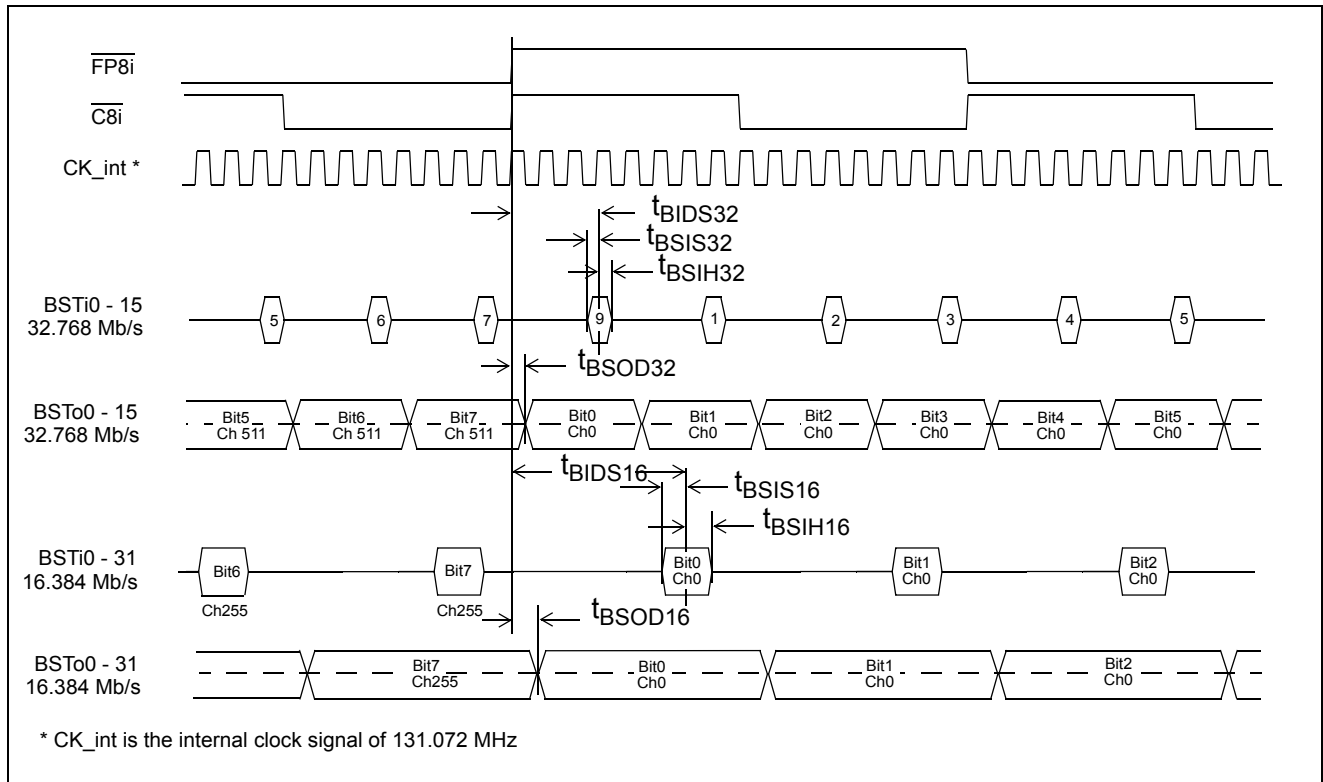 FP8i
C8i
CK_int *
tBIDS32
tBSIS32
tBSIH32
BSTi0 - 15
32.768 Mb/s
5 6 7 9 1 2 3 4 5
tBSOD32
BSTo0 - 15
32.768 Mb/s
Bit5 Bit6 Bit7 Bit0 Bit1 Bit2 Bit3 Bit4 Bit5
Ch 511 Ch 511 Ch 511 Ch0 Ch0 Ch0 Ch0 Ch0 Ch0
tBIDS16
tBSIS16
tBSIH16
BSTi0 - 31
16.384 Mb/s
Bit6 Bit7 Bit0 Bit1 Bit2
Ch255 Ch255 Ch0 Ch0 Ch0
tBSOD16
BSTo0 - 31
16.384 Mb/s
Bit7 Bit0 Bit1 Bit2
Ch255 Ch0 Ch0 Ch0
* CK_int is the internal clock signal of 131.072 MHz